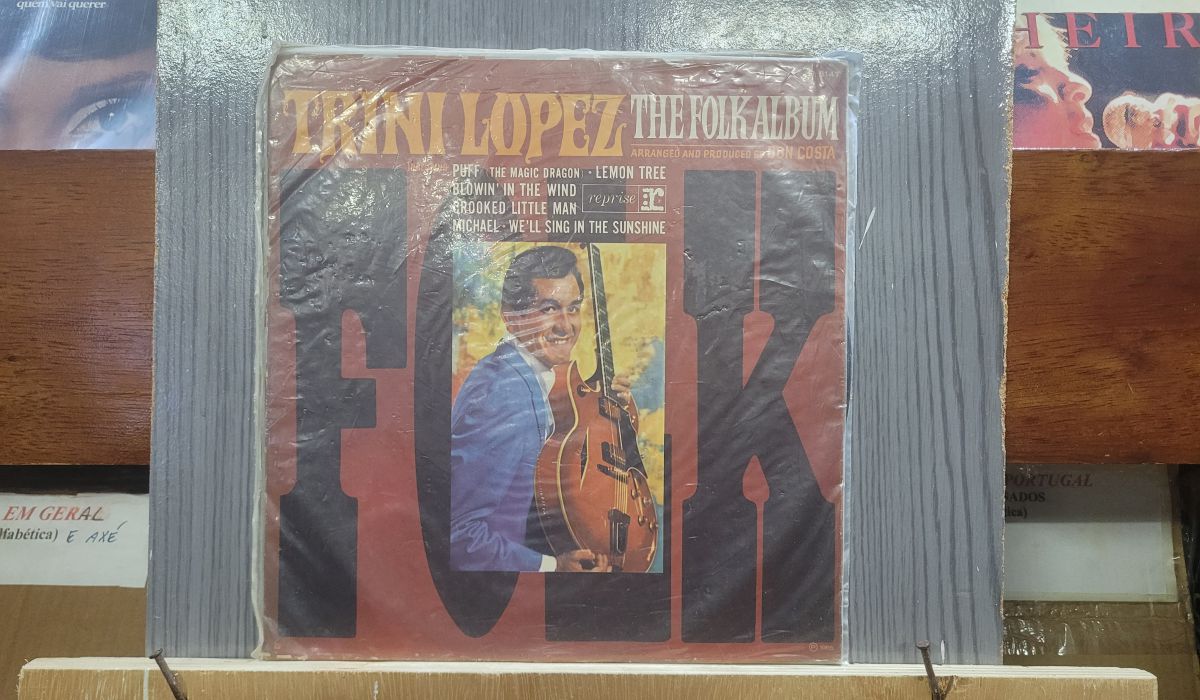 quem vai querer
HEIR
TRINI LOPEZ THE FOLK ALBUM
ARRANGED AND PRODUCED BY DON COSTA
PUFF (THE MAGIC DRAGON) · LEMON TREE
BLOWIN' IN THE WIND
reprise
CROOKED LITTLE MAN
MICHAEL · WE'LL SING IN THE SUNSHINE
FOLK
EM GERAL
E AXÉ
PORTUGAL